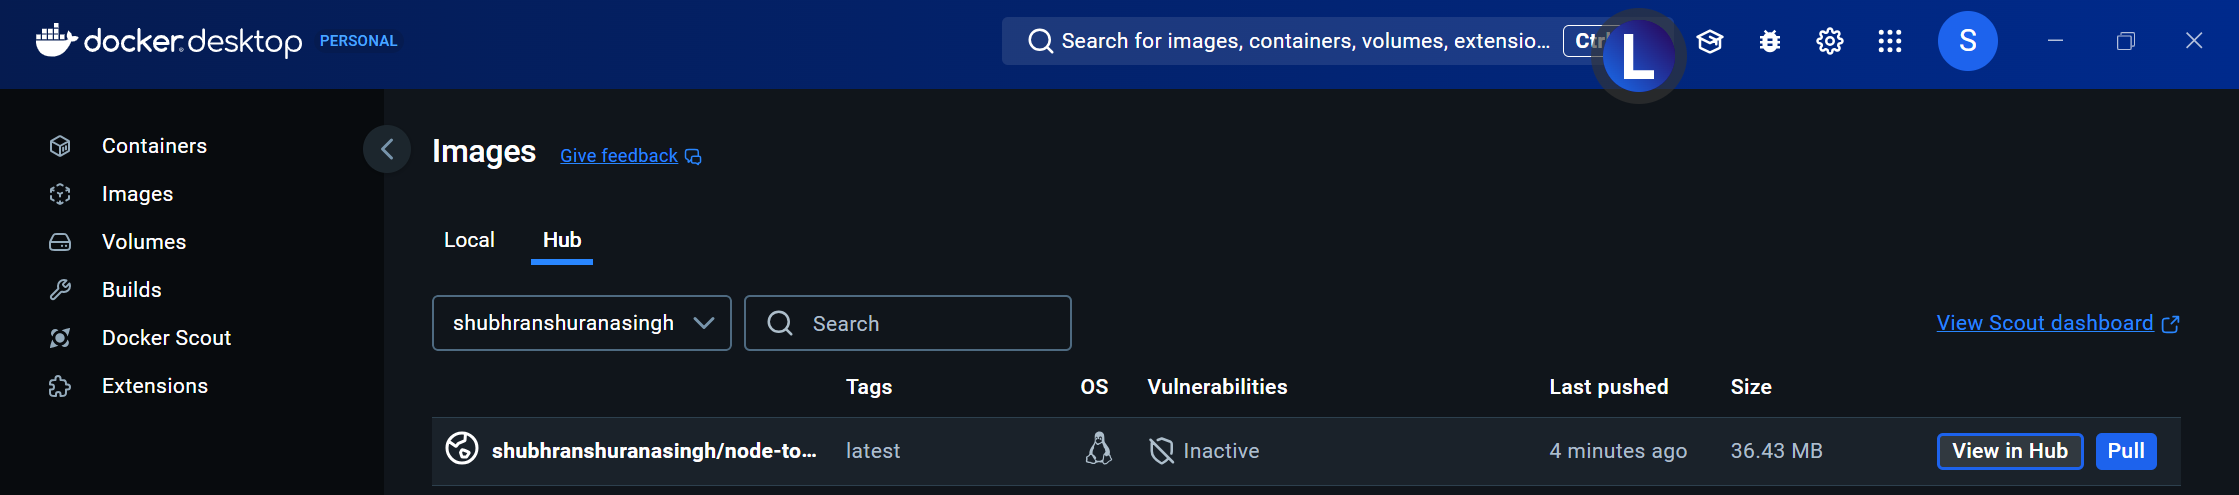 docker desktop PERSONAL
Search for images, containers, volumes, extensio...
L
S
Containers
Images
Volumes
Builds
Docker Scout
Extensions
Images Give feedback
Local Hub
shubhranshuranasingh Search View Scout dashboard
Tags OS Vulnerabilities Last pushed Size
shubhranshuranasingh/node-to... latest Inactive 4 minutes ago 36.43 MB View in Hub Pull